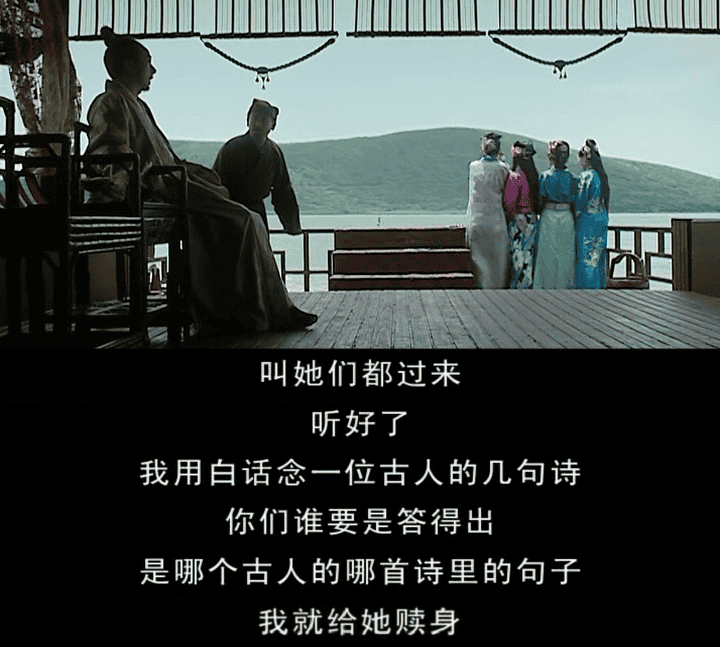 叫她们都过来
听好了
我用白话念一位古人的几句诗
你们谁要是答得出
是哪个古人的哪首诗里的句子
我就给她赎身